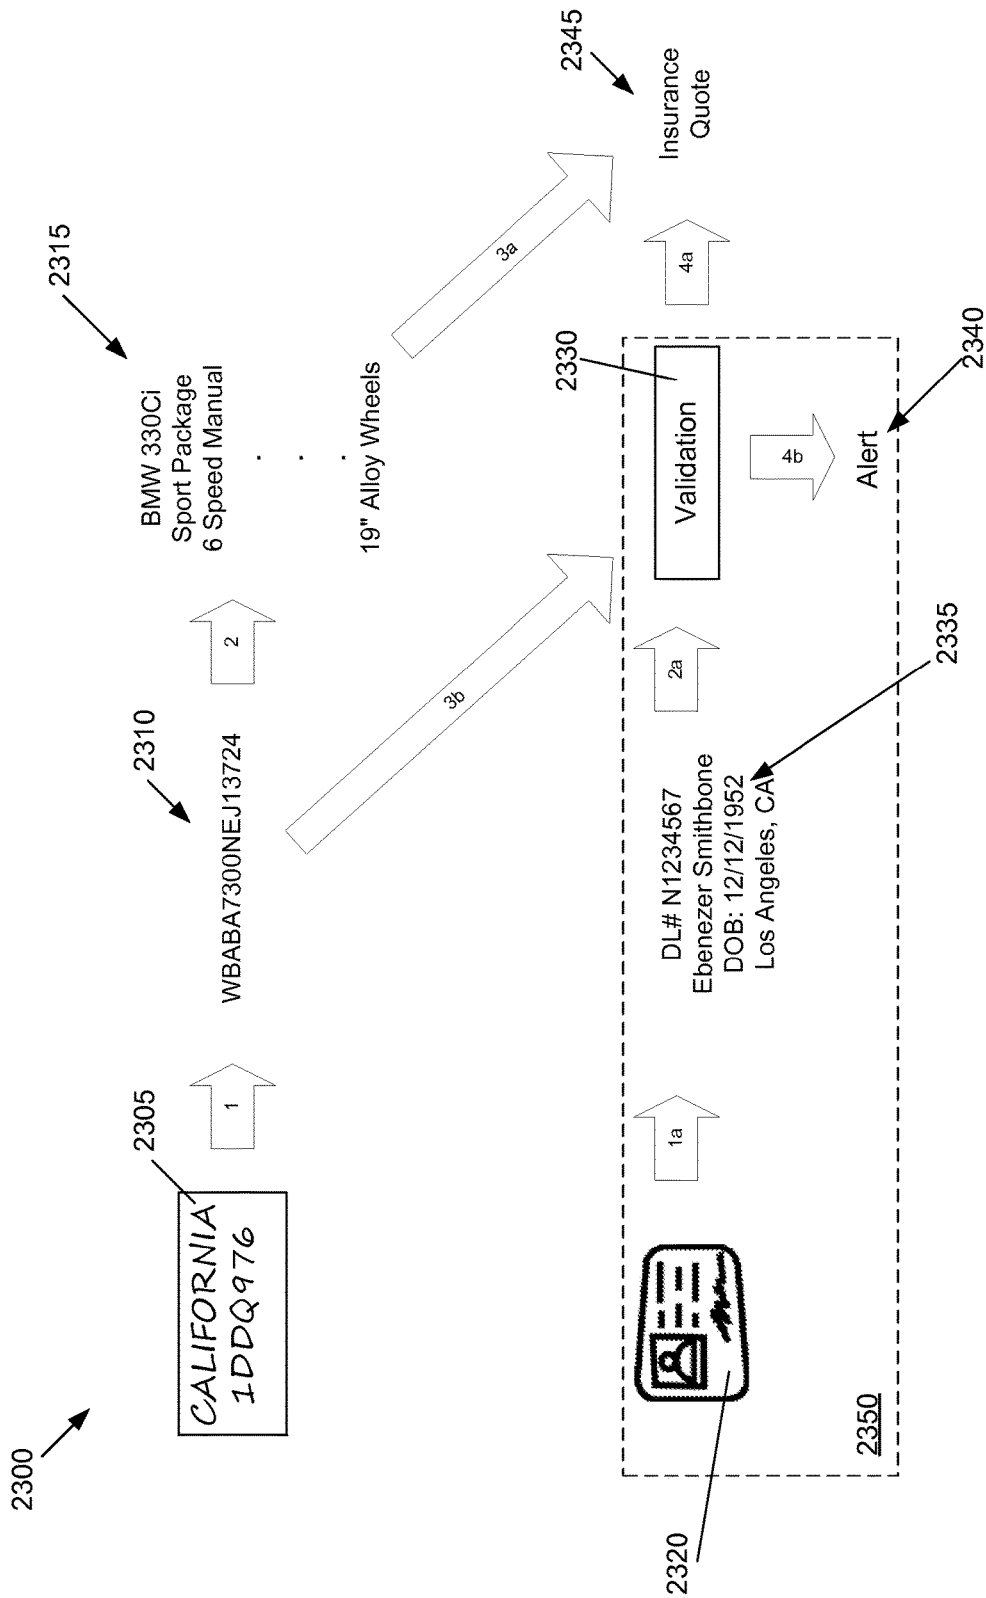 2300
2305
CALIFORNIA
1DDQ976
1
2310
WBABA7300NEJ13724
2
2315
BMW 330Ci
Sport Package
6 Speed Manual
. . .
19" Alloy Wheels
3a
3b
2320
1a
DL# N1234567
Ebenezer Smithbone
DOB: 12/12/1952
Los Angeles, CA
2335
2a
2330
Validation
4b
Alert
2340
4a
2345
Insurance
Quote
2350